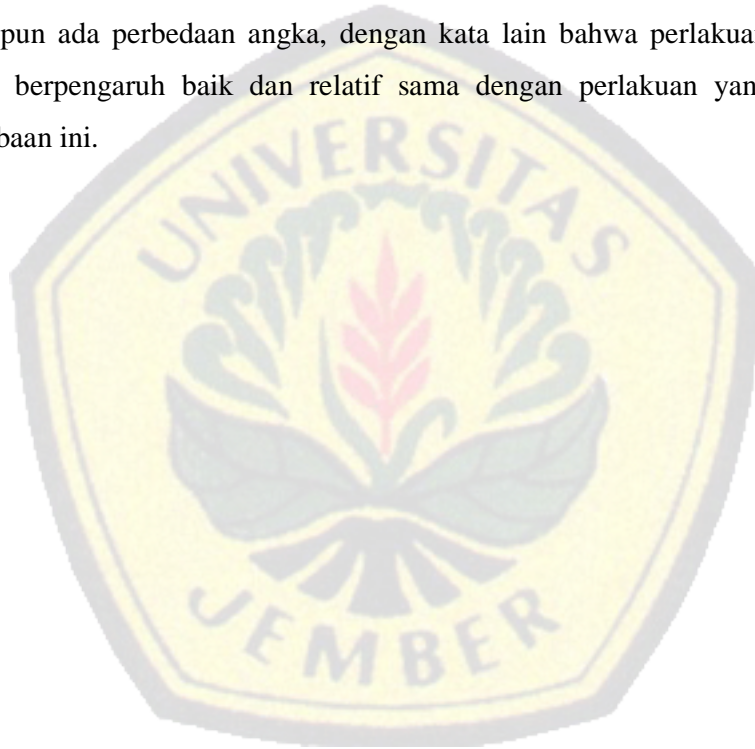 pun ada perbedaan angka, dengan kata lain bahwa perlakuan
berpengaruh baik dan relatif sama dengan perlakuan yan
baan ini.
UNIVERSITAS
JEMBER